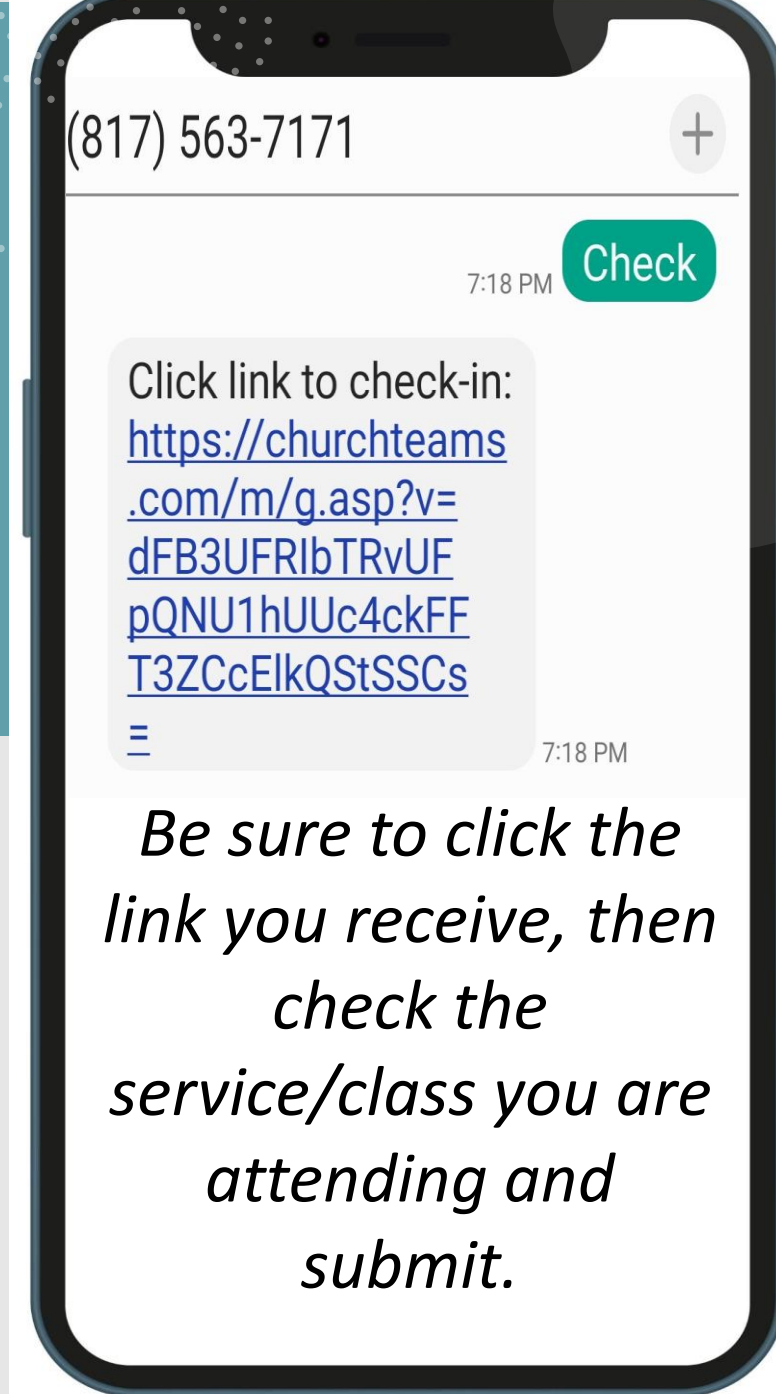 (817) 563-7171
+
Check
7:18 PM
Click link to check-in:
https://churchteams
.com/m/g.asp?v=
dFB3UFRIbTRvUF
pQNU1hUUc4ckFF
T3ZCcElkQStSSCs
=
7:18 PM
Be sure to click the
link you receive, then
check the
service/class you are
attending and
submit.